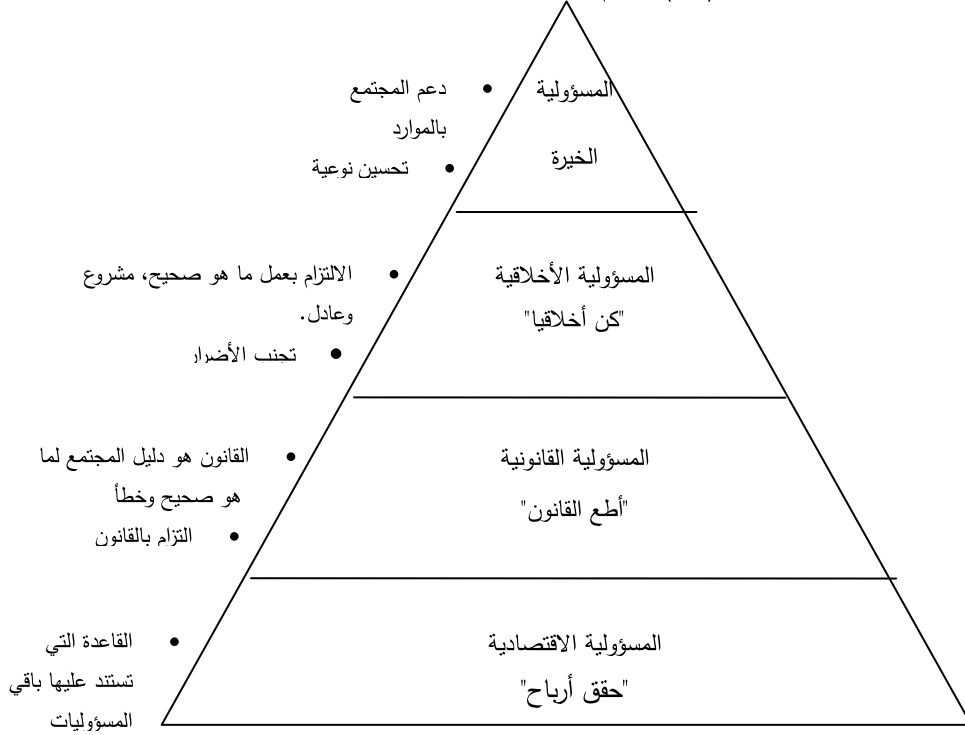 المسؤولية
الخيرة
• دعم المجتمع
بالموارد
• تحسين نوعية
المسؤولية الأخلاقية
"كن أخلاقيا"
• الالتزام بعمل ما هو صحيح، مشروع
وعادل.
• تجنب الأضرار
المسؤولية القانونية
"أطع القانون"
• القانون هو دليل المجتمع لما
هو صحيح وخطأ
• التزام بالقانون
المسؤولية الاقتصادية
"حقق أرباح"
• القاعدة التي
تستند عليها باقي
المسؤوليات